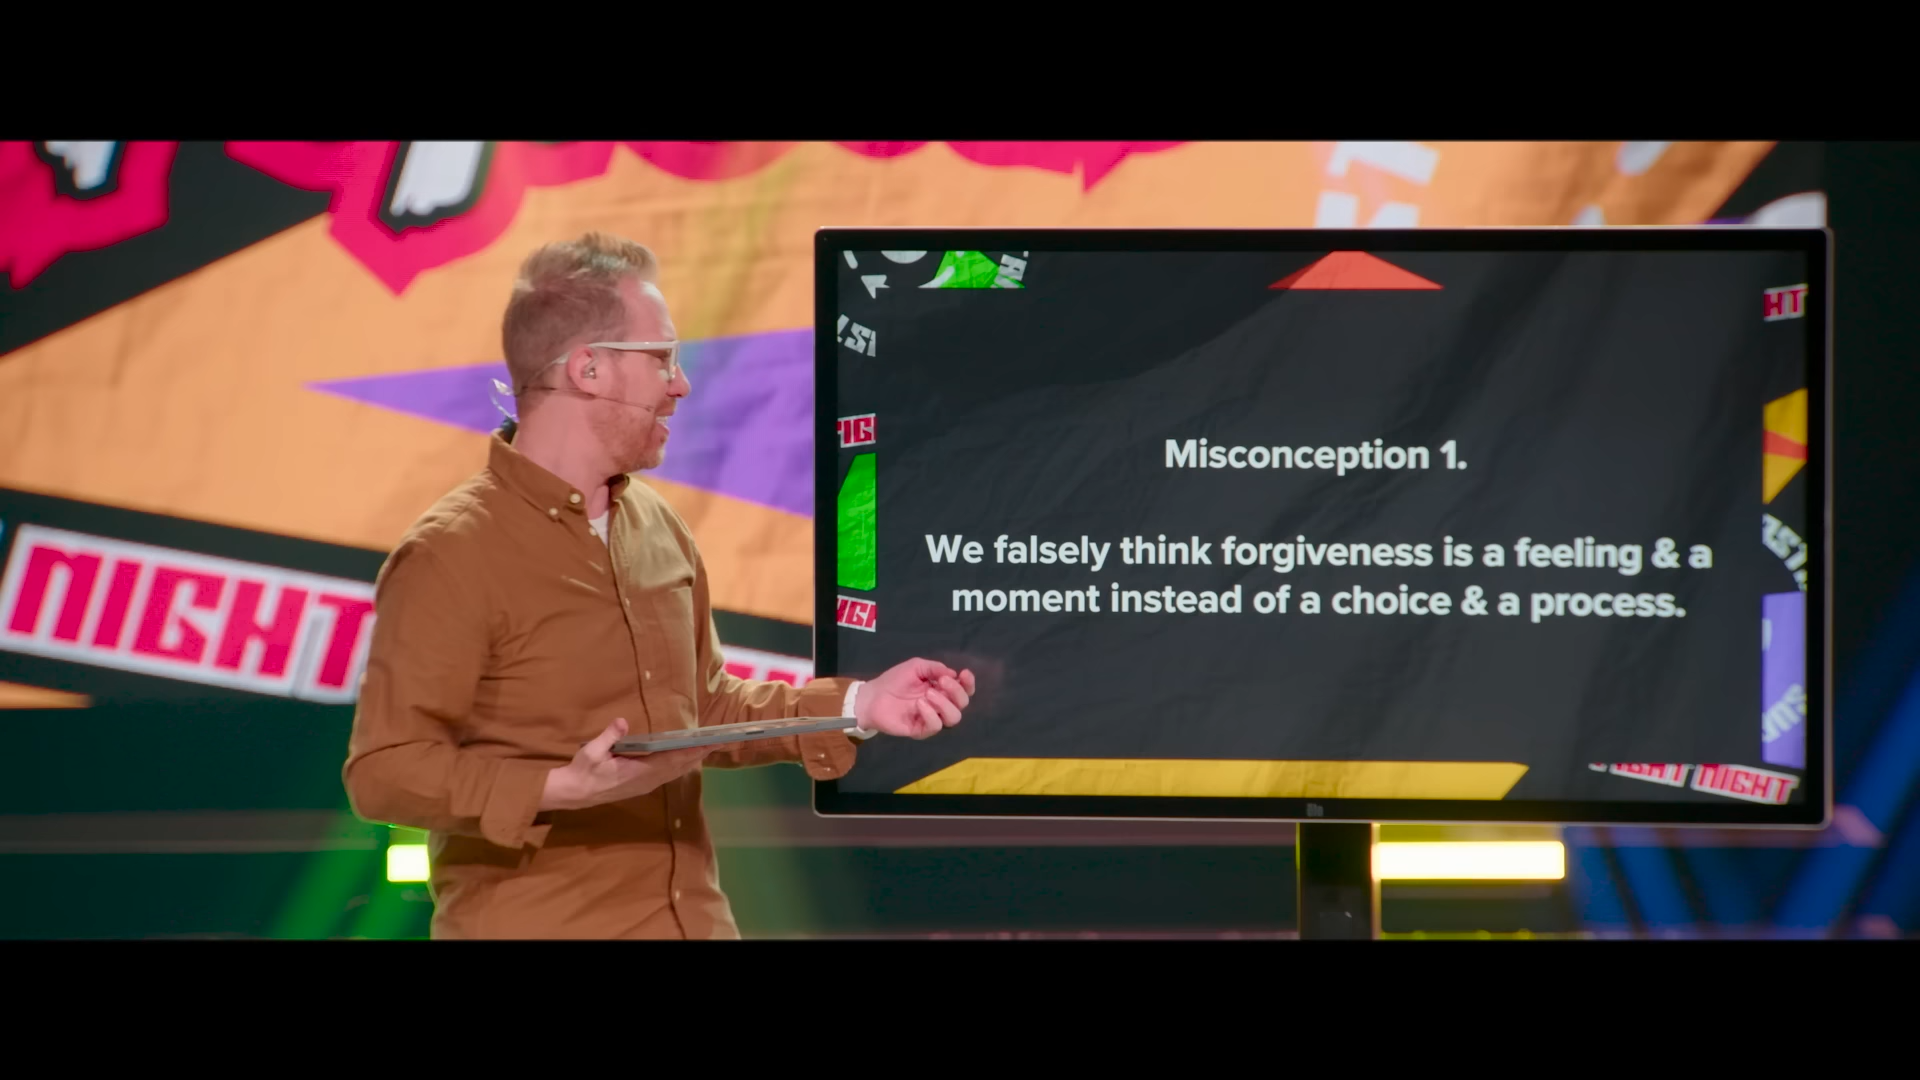 NIGHT
Misconception 1.
We falsely think forgiveness is a feeling & a
moment instead of a choice & a process.
NIGHT